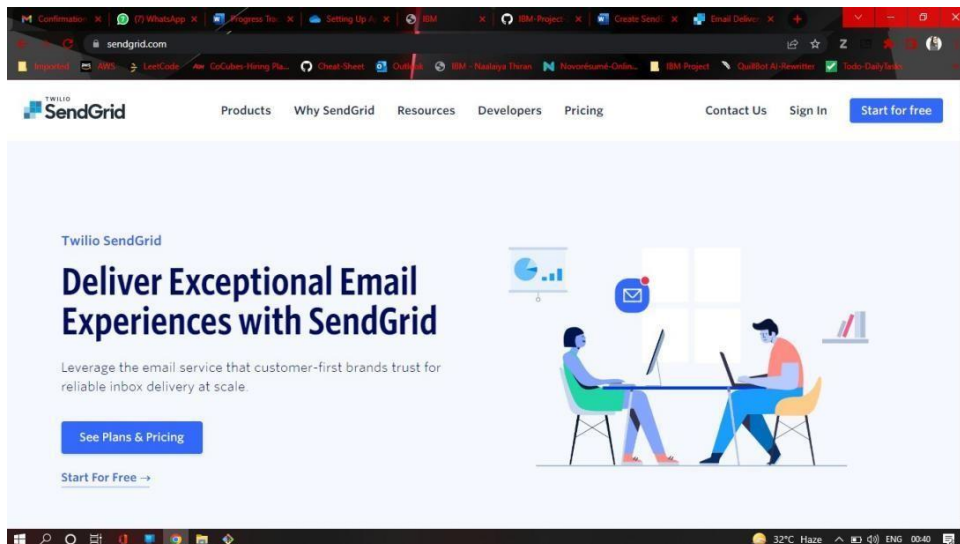 Confirmation (7) WhatsApp Progress Setting Up IBM IBM-Project Create Send Email Deliver
sendgrid.com
Imported AWS LeetCode CoCubes-Hiring Pla... Cheat-Sheet Outlook IBM - Naalaiya Thiran Novorésumé-Onlin... IBM Project QuillBot AI-Rewritter Todo-DailyTasks
TWILIO
SendGrid Products Why SendGrid Resources Developers Pricing Contact Us Sign In Start for free
Twilio SendGrid
Deliver Exceptional Email
Experiences with SendGrid
Leverage the email service that customer-first brands trust for
reliable inbox delivery at scale.
See Plans & Pricing
Start For Free →
32°C Haze ENG 00:40